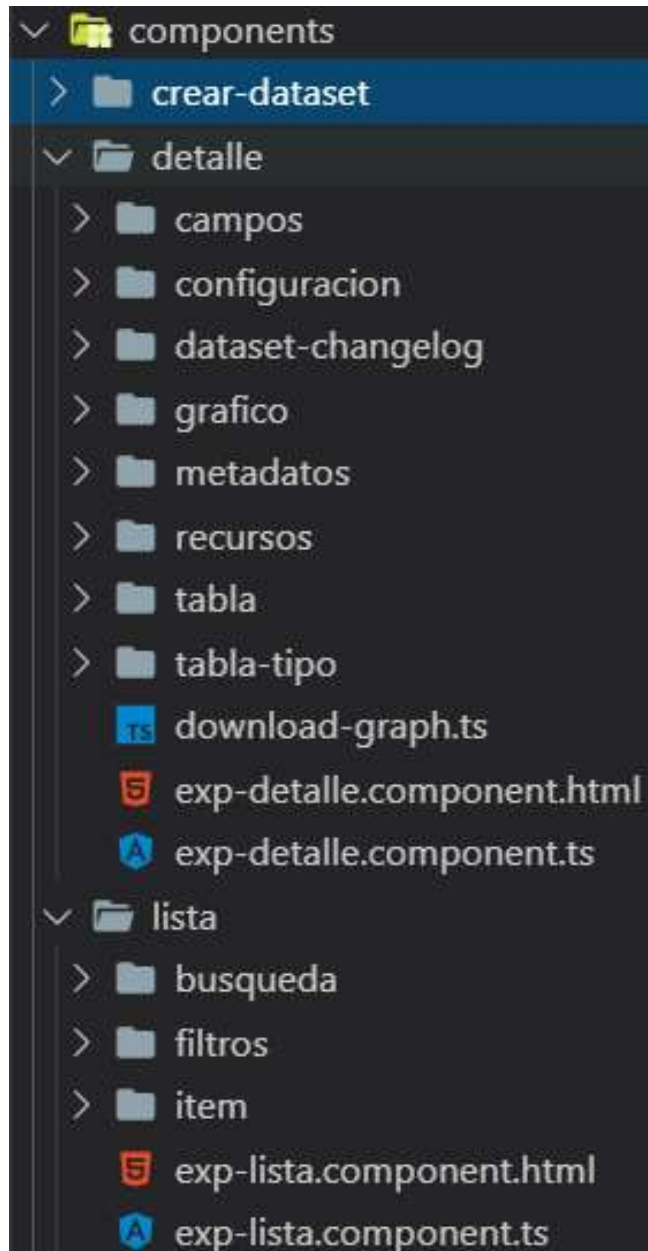 components
crear-dataset
detalle
campos
configuracion
dataset-changelog
grafico
metadatos
recursos
tabla
tabla-tipo
TS download-graph.ts
5 exp-detalle.component.html
A exp-detalle.component.ts
lista
busqueda
filtros
item
5 exp-lista.component.html
A exp-lista.component.ts